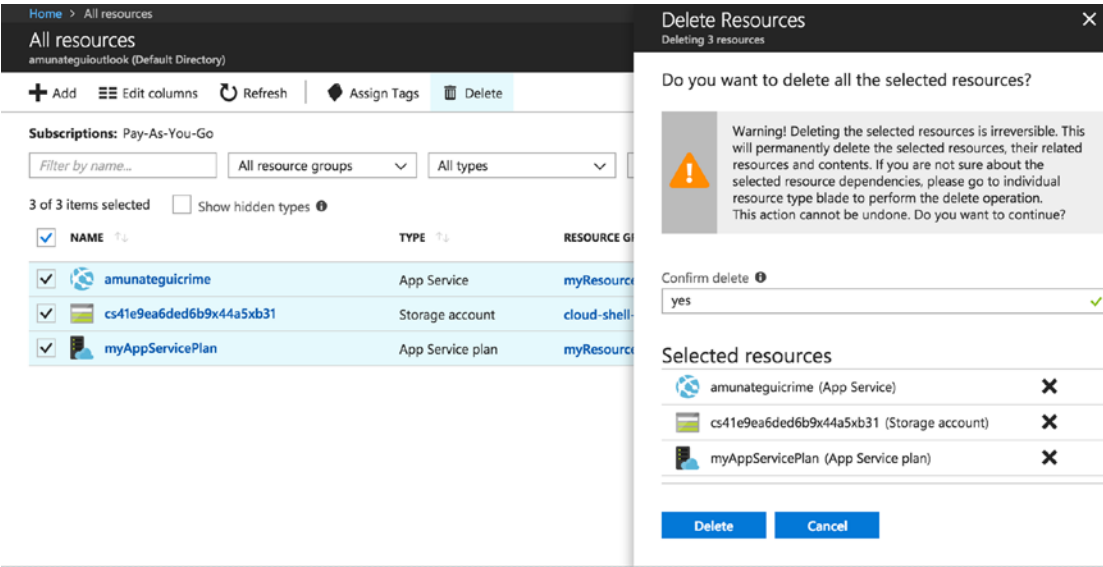 Home > All resources
All resources
amunateguioutlook (Default Directory)
Add Edit columns Refresh Assign Tags Delete
Subscriptions: Pay-As-You-Go
Filter by name... All resource groups All types
3 of 3 items selected Show hidden types
NAME TYPE RESOURCE GR
amunateguicrime App Service myResource
cs41e9ea6ded6b9x44a5xb31 Storage account cloud-shell-
myAppServicePlan App Service plan myResource
Delete Resources
Deleting 3 resources
Do you want to delete all the selected resources?
Warning! Deleting the selected resources is irreversible. This
will permanently delete the selected resources, their related
resources and contents. If you are not sure about the
selected resource dependencies, please go to individual
resource type blade to perform the delete operation.
This action cannot be undone. Do you want to continue?
Confirm delete
yes
Selected resources
amunateguicrime (App Service)
cs41e9ea6ded6b9x44a5xb31 (Storage account)
myAppServicePlan (App Service plan)
Delete Cancel